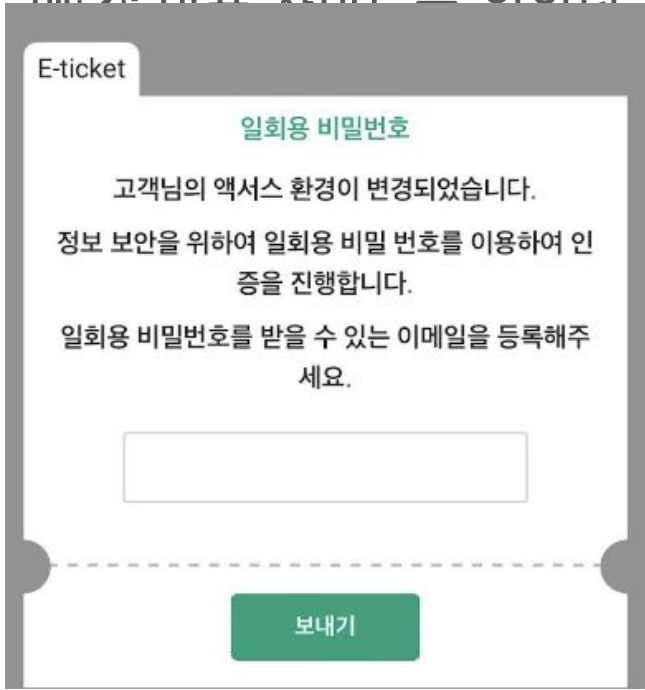 E-ticket
일회용 비밀번호
고객님의 액서스 환경이 변경되었습니다.
정보 보안을 위하여 일회용 비밀 번호를 이용하여 인
증을 진행합니다.
일회용 비밀번호를 받을 수 있는 이메일을 등록해주
세요.
보내기